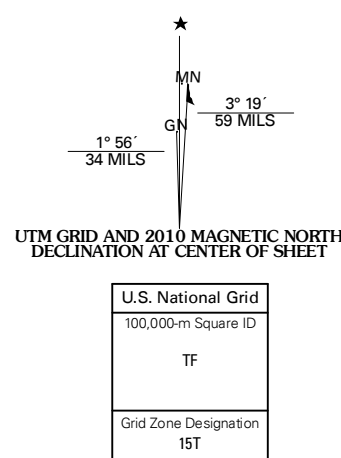 ★
MN
3° 19´
59 MILS
GN
1° 56´
34 MILS
UTM GRID AND 2010 MAGNETIC NORTH
DECLINATION AT CENTER OF SHEET
U.S. National Grid
100,000-m Square ID
TF
Grid Zone Designation
15T